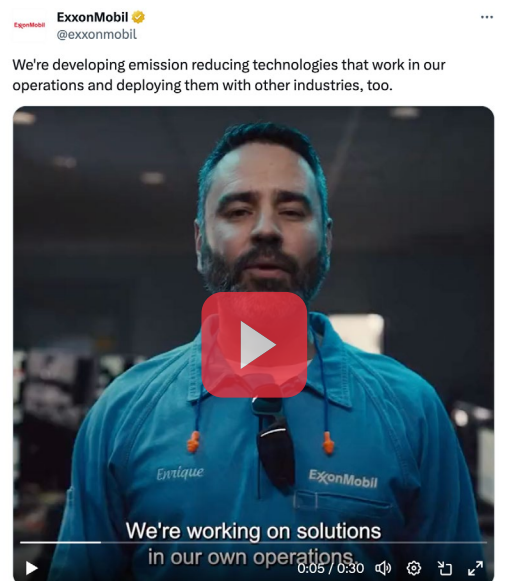 ExxonMobil
ExxonMobil
@exxonmobil
We're developing emission reducing technologies that work in our
operations and deploying them with other industries, too.
Enrique
ExxonMobil
We're working on solutions
in our own operations
0:05 / 0:30